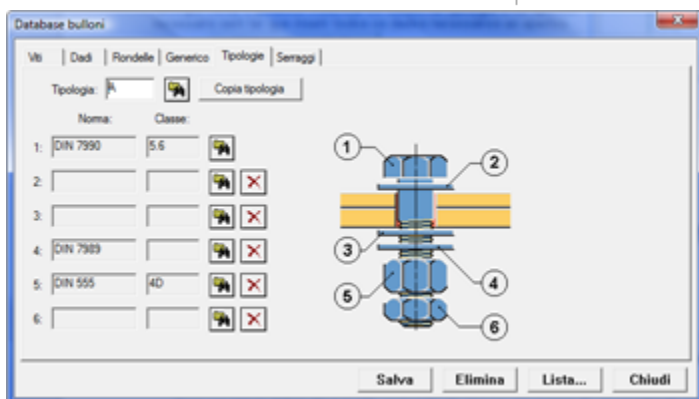 Database bulloni
Viti Dadi Rondelle Generico Tipologie Serraggi
Tipologia: A Copia tipologia
Norma: Classe:
1: DIN 7990 5.6
2:
3:
4: DIN 7989
5: DIN 555 4D
6:
1
2
3
4
5
6
Salva Elimina Lista... Chiudi